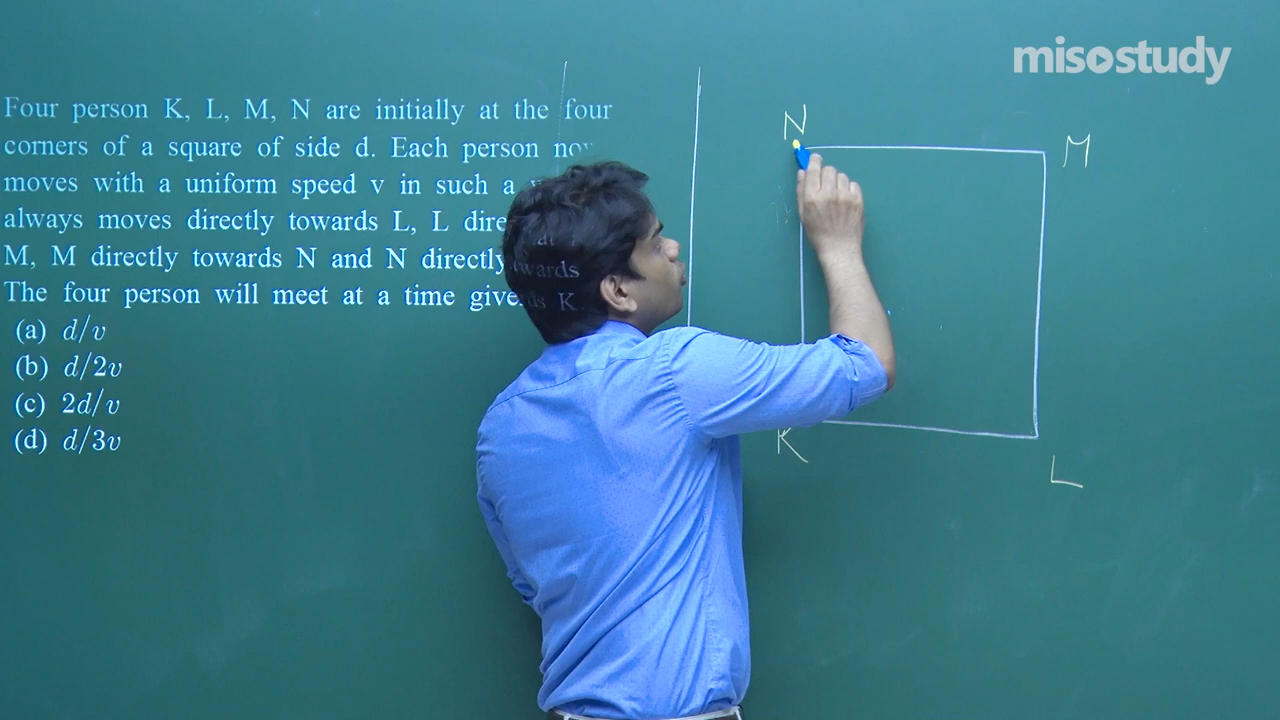 misostudy
Four person K, L, M, N are initially at the four
corners of a square of side d. Each person now
moves with a uniform speed v in such a
always moves directly towards L, L
M, M directly towards N and N directly towards
The four person will meet at a time K.
(a) d/v
(b) d/2v
(c) 2d/v
(d) d/3v
N
M
K
L